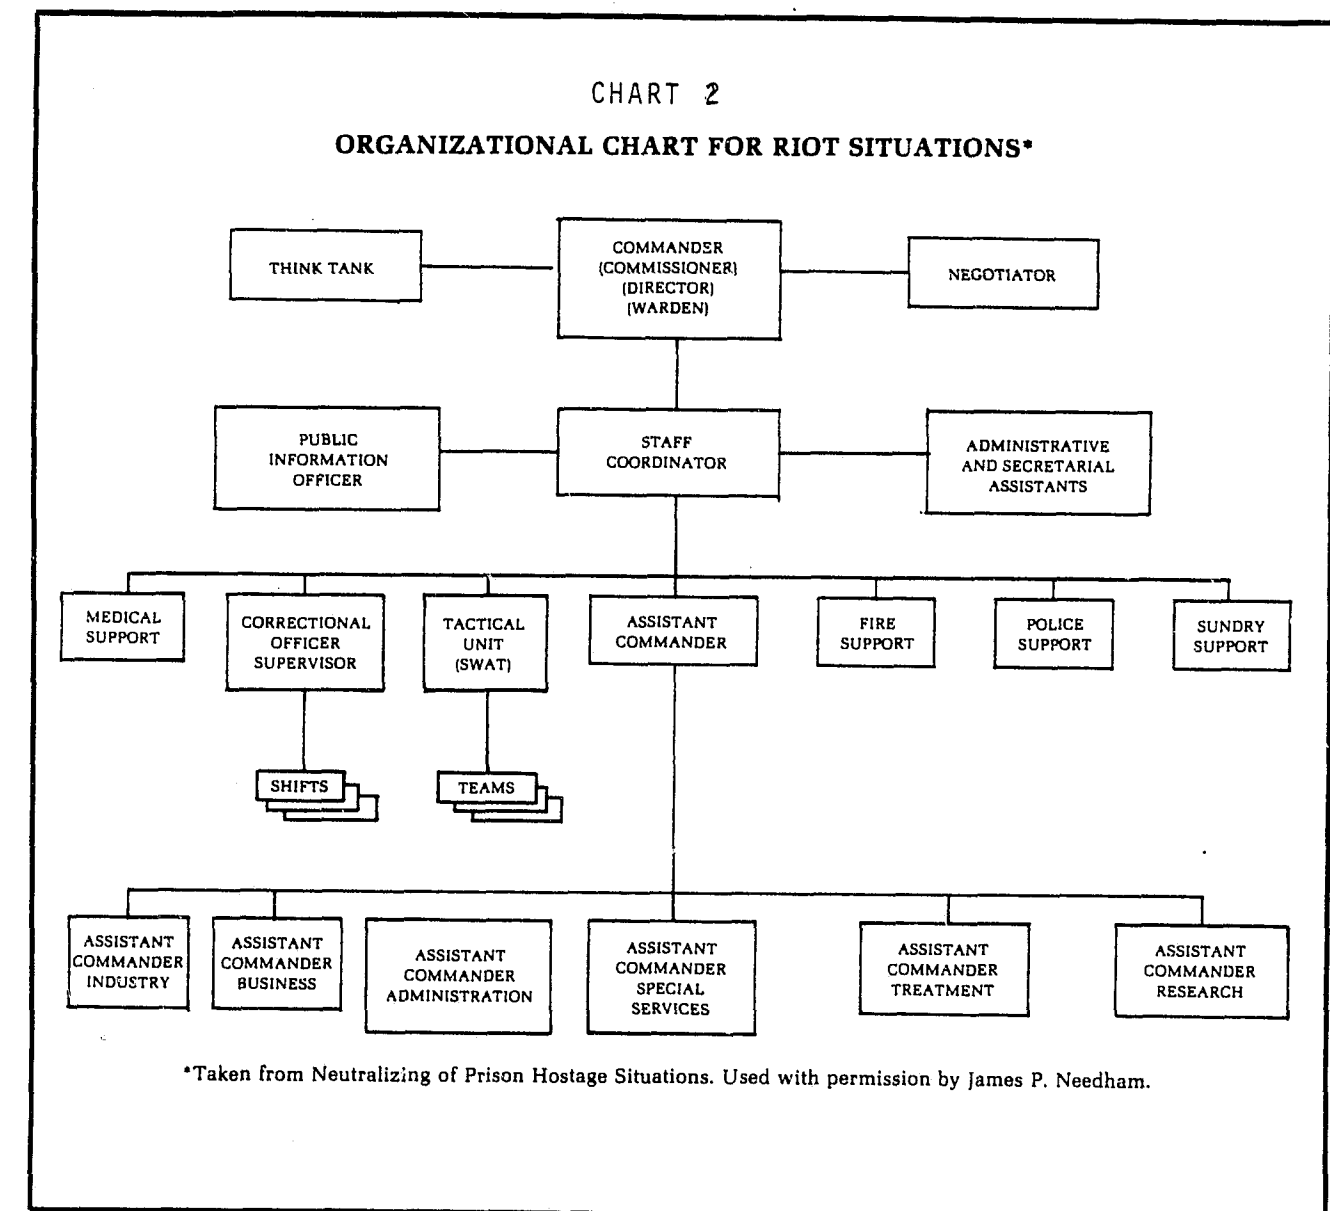 CHART 2
ORGANIZATIONAL CHART FOR RIOT SITUATIONS*
THINK TANK
COMMANDER
(COMMISSIONER)
(DIRECTOR)
(WARDEN)
NEGOTIATOR
PUBLIC
INFORMATION
OFFICER
STAFF
COORDINATOR
ADMINISTRATIVE
AND SECRETARIAL
ASSISTANTS
MEDICAL
SUPPORT
CORRECTIONAL
OFFICER
SUPERVISOR
TACTICAL
UNIT
(SWAT)
ASSISTANT
COMMANDER
FIRE
SUPPORT
POLICE
SUPPORT
SUNDRY
SUPPORT
SHIFTS
TEAMS
ASSISTANT
COMMANDER
INDUSTRY
ASSISTANT
COMMANDER
BUSINESS
ASSISTANT
COMMANDER
ADMINISTRATION
ASSISTANT
COMMANDER
SPECIAL
SERVICES
ASSISTANT
COMMANDER
TREATMENT
ASSISTANT
COMMANDER
RESEARCH
*Taken from Neutralizing of Prison Hostage Situations. Used with permission by James P. Needham.